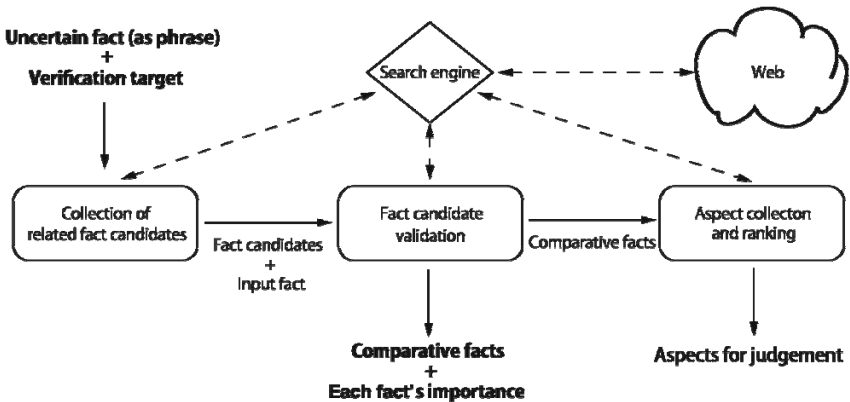 Uncertain fact (as phrase)
+
Verification target
Search engine
Web
Collection of
related fact candidates
Fact candidates
+
Input fact
Fact candidate
validation
Comparative facts
Aspect collecton
and ranking
Comparative facts
+
Each fact's importance
Aspects for judgement